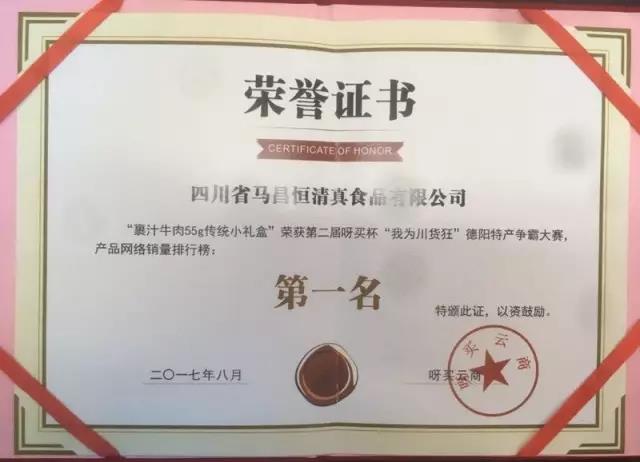 荣誉证书
CERTIFICATE OF HONOR
四川省马昌恒清真食品有限公司
“裹汁牛肉55g传统小礼盒”荣获第二届呀买杯“我为川货狂”德阳特产争霸大赛，
产品网络销量排行榜：
第一名
特颁此证，以资鼓励。
二〇一七年八月
呀买云商
呀买云商